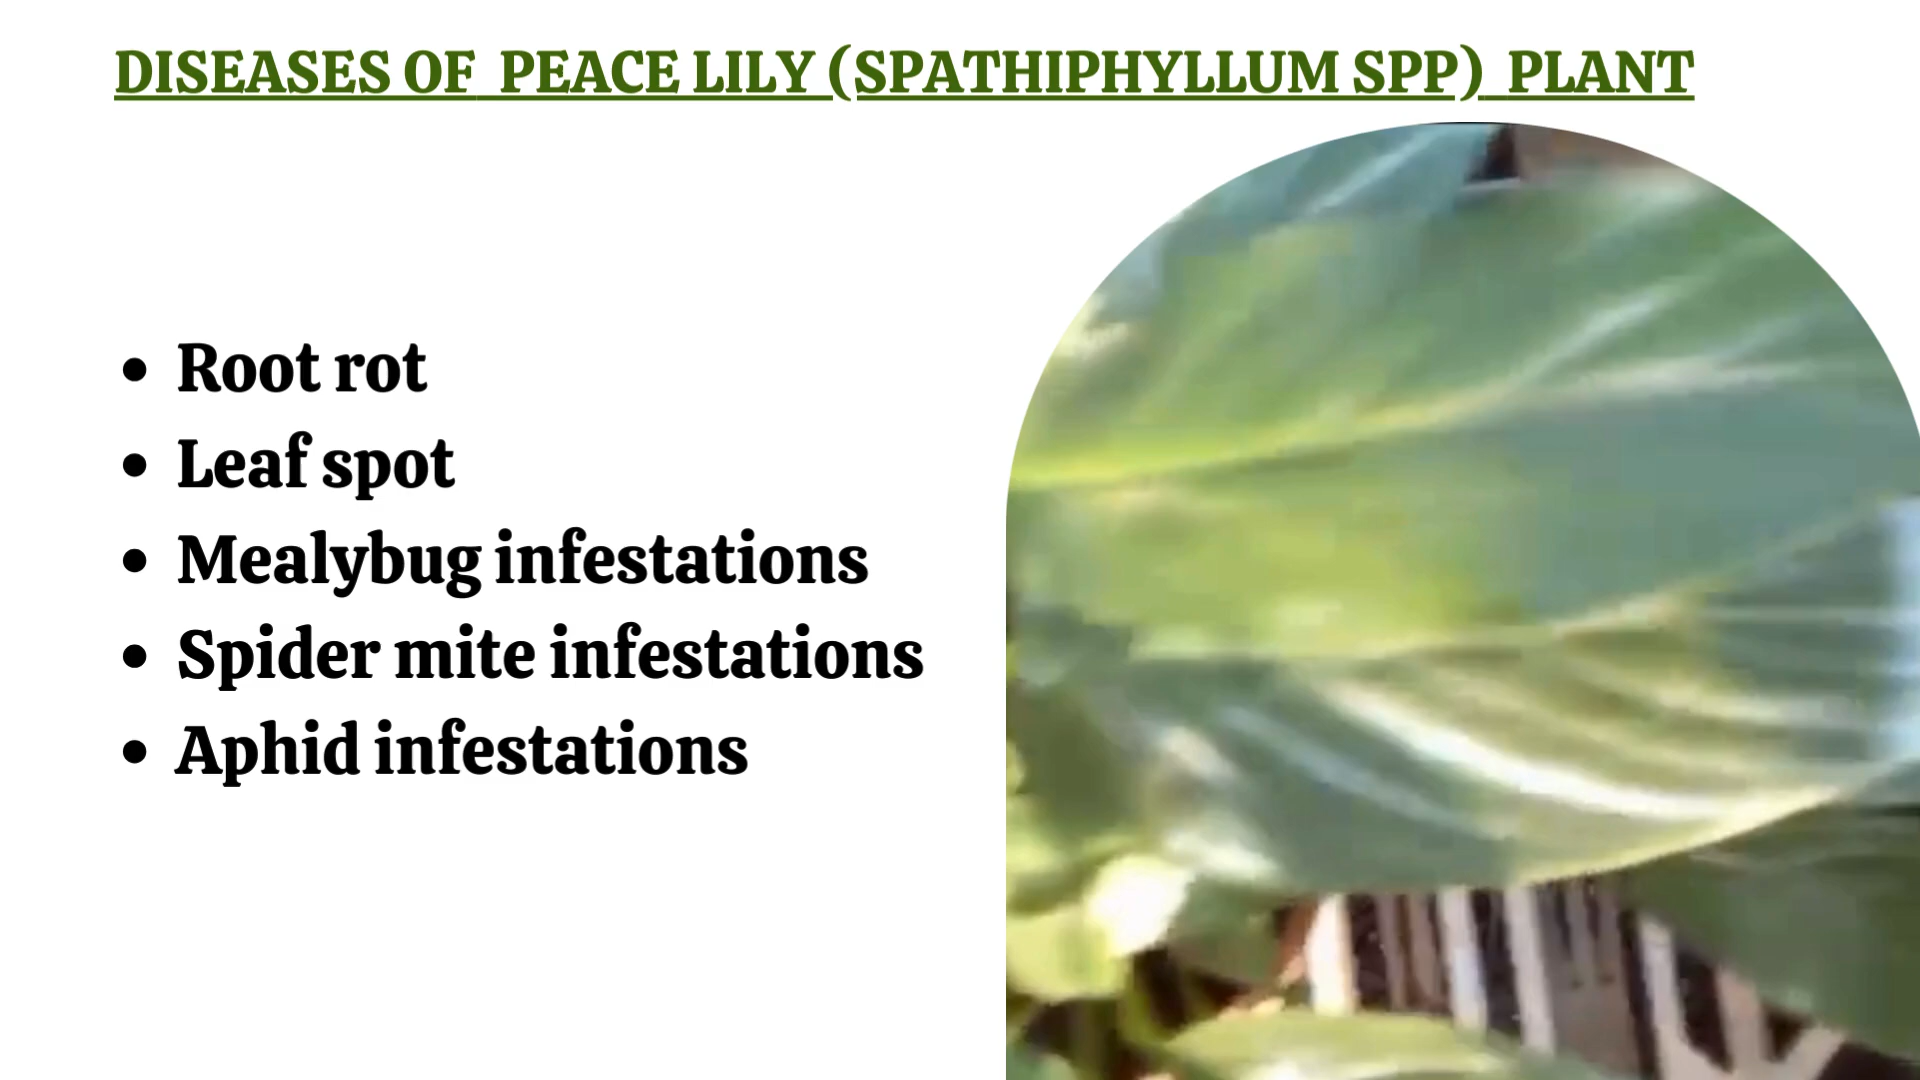 DISEASES OF PEACE LILY (SPATHIPHYLLUM SPP) PLANT
• Root rot
• Leaf spot
• Mealybug infestations
• Spider mite infestations
• Aphid infestations